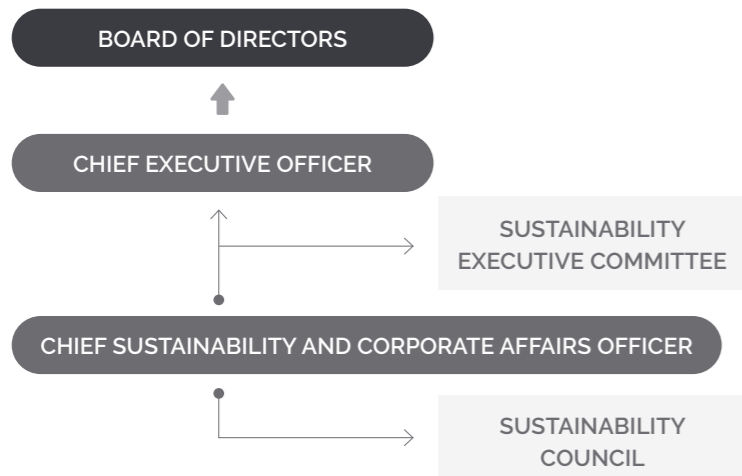 BOARD OF DIRECTORS
CHIEF EXECUTIVE OFFICER
SUSTAINABILITY
EXECUTIVE COMMITTEE
CHIEF SUSTAINABILITY AND CORPORATE AFFAIRS OFFICER
SUSTAINABILITY
COUNCIL